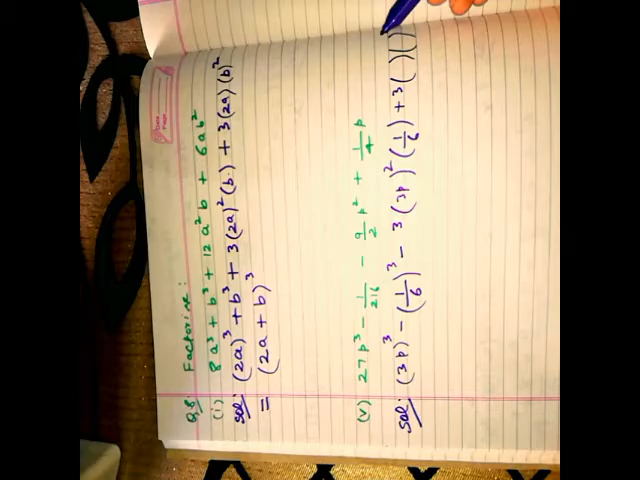 Q8 Factorise:
(i) 8a³ + b³ + 12a²b + 6ab²
Sol: (2a)³ + b³ + 3(2a)²(b) + 3(2a)(b)²
= (2a + b)³
(v) 27p³ - 1/216 - 9/2 p² + 1/4 p
Sol: (3p)³ - (1/6)³ - 3(3p)²(1/6) + 3( )( )